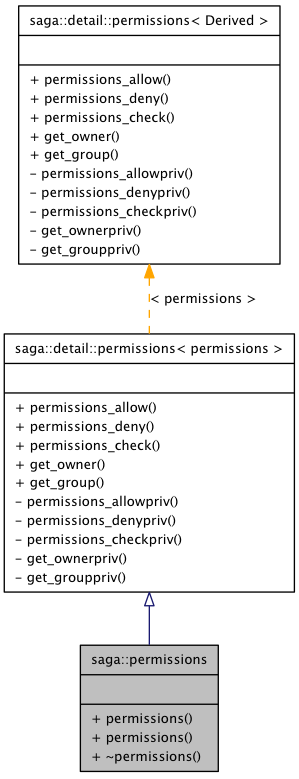 saga::detail::permissions< Derived >
+ permissions_allow()
+ permissions_deny()
+ permissions_check()
+ get_owner()
+ get_group()
– permissions_allowpriv()
– permissions_denypriv()
– permissions_checkpriv()
– get_ownerpriv()
– get_grouppriv()
< permissions >
saga::detail::permissions< permissions >
+ permissions_allow()
+ permissions_deny()
+ permissions_check()
+ get_owner()
+ get_group()
– permissions_allowpriv()
– permissions_denypriv()
– permissions_checkpriv()
– get_ownerpriv()
– get_grouppriv()
saga::permissions
+ permissions()
+ permissions()
+ ~permissions()